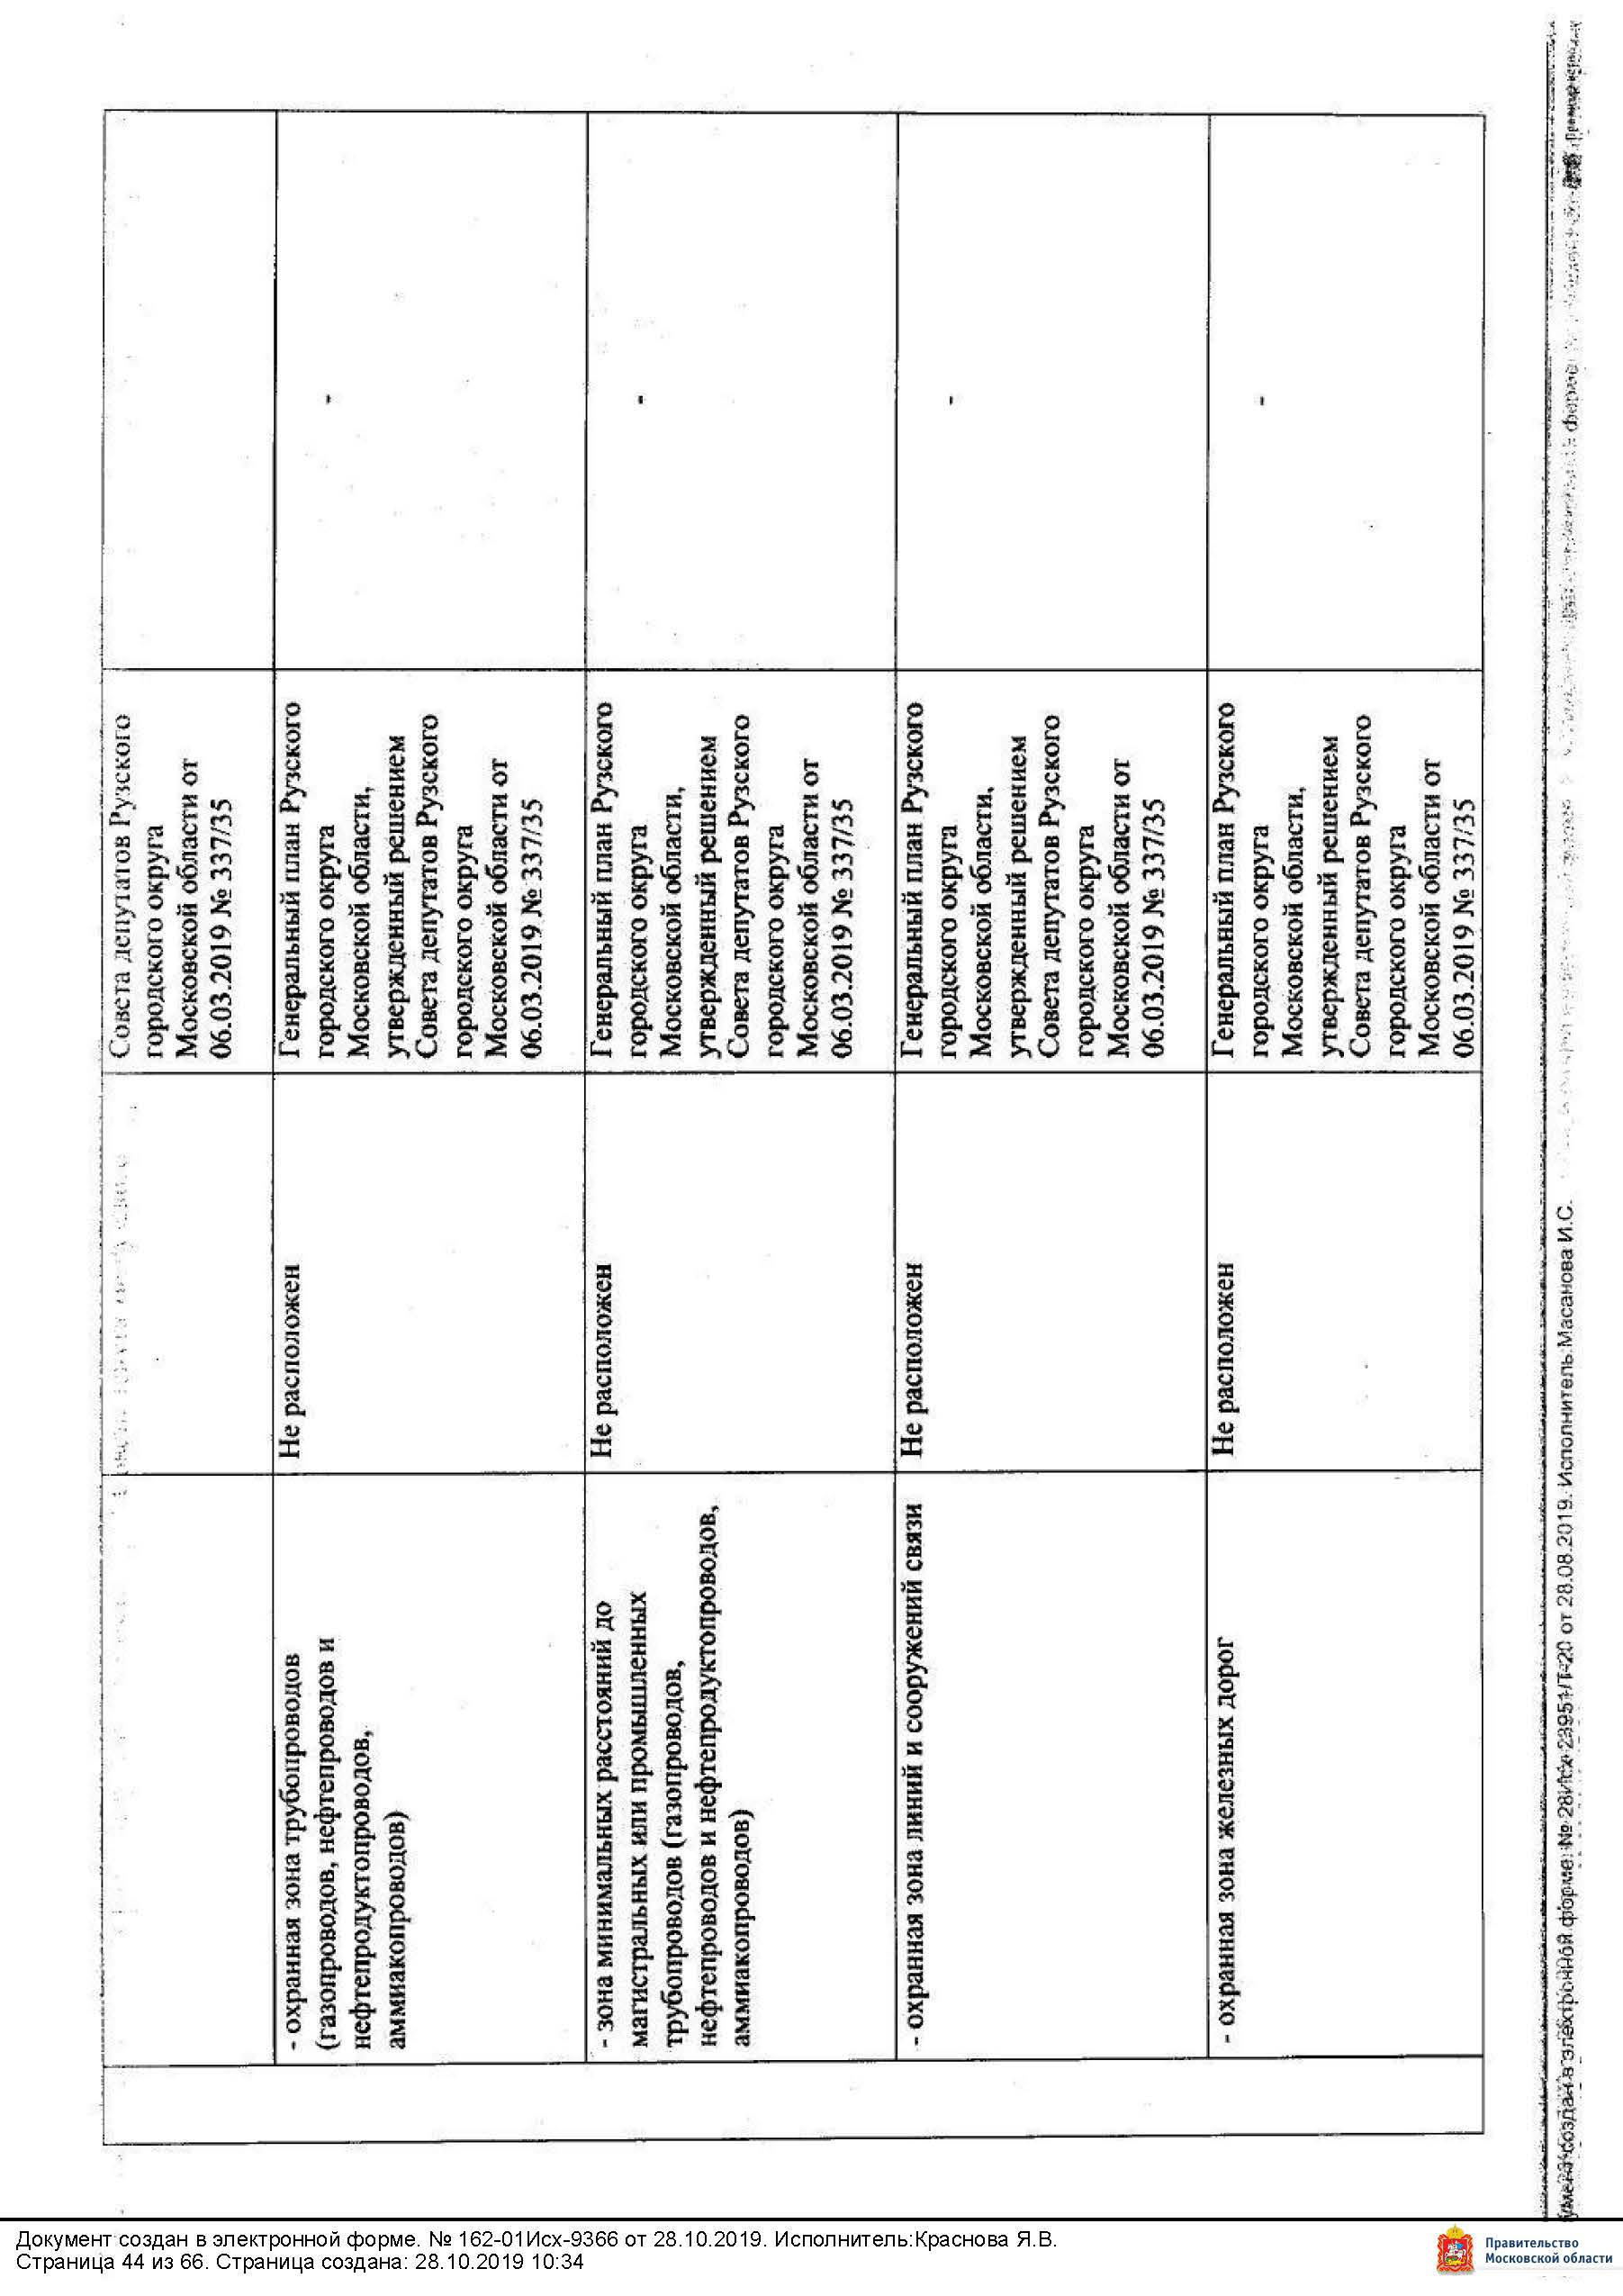 Совета депутатов Рузского
городского округа
Московской области от
06.03.2019 № 337/35
- охранная зона трубопроводов
(газопроводов, нефтепроводов и
нефтепродуктопроводов,
аммиакопроводов)
Не расположен
Генеральный план Рузского
городского округа
Московской области,
утвержденный решением
Совета депутатов Рузского
городского округа
Московской области от
06.03.2019 № 337/35
-
- зона минимальных расстояний до
магистральных или промышленных
трубопроводов (газопроводов,
нефтепроводов и нефтепродуктопроводов,
аммиакопроводов)
Не расположен
Генеральный план Рузского
городского округа
Московской области,
утвержденный решением
Совета депутатов Рузского
городского округа
Московской области от
06.03.2019 № 337/35
-
- охранная зона линий и сооружений связи
Не расположен
Генеральный план Рузского
городского округа
Московской области,
утвержденный решением
Совета депутатов Рузского
городского округа
Московской области от
06.03.2019 № 337/35
-
- охранная зона железных дорог
Не расположен
Генеральный план Рузского
городского округа
Московской области,
утвержденный решением
Совета депутатов Рузского
городского округа
Московской области от
06.03.2019 № 337/35
-
создан в электронной форме. № 28Исх-23951/Т-20 от 28.08.2019. Исполнитель:Масанова И.С.
Документ создан в электронной форме. № 162-01Исх-9366 от 28.10.2019. Исполнитель:Краснова Я.В.
Страница 44 из 66. Страница создана: 28.10.2019 10:34
Правительство
Московской области